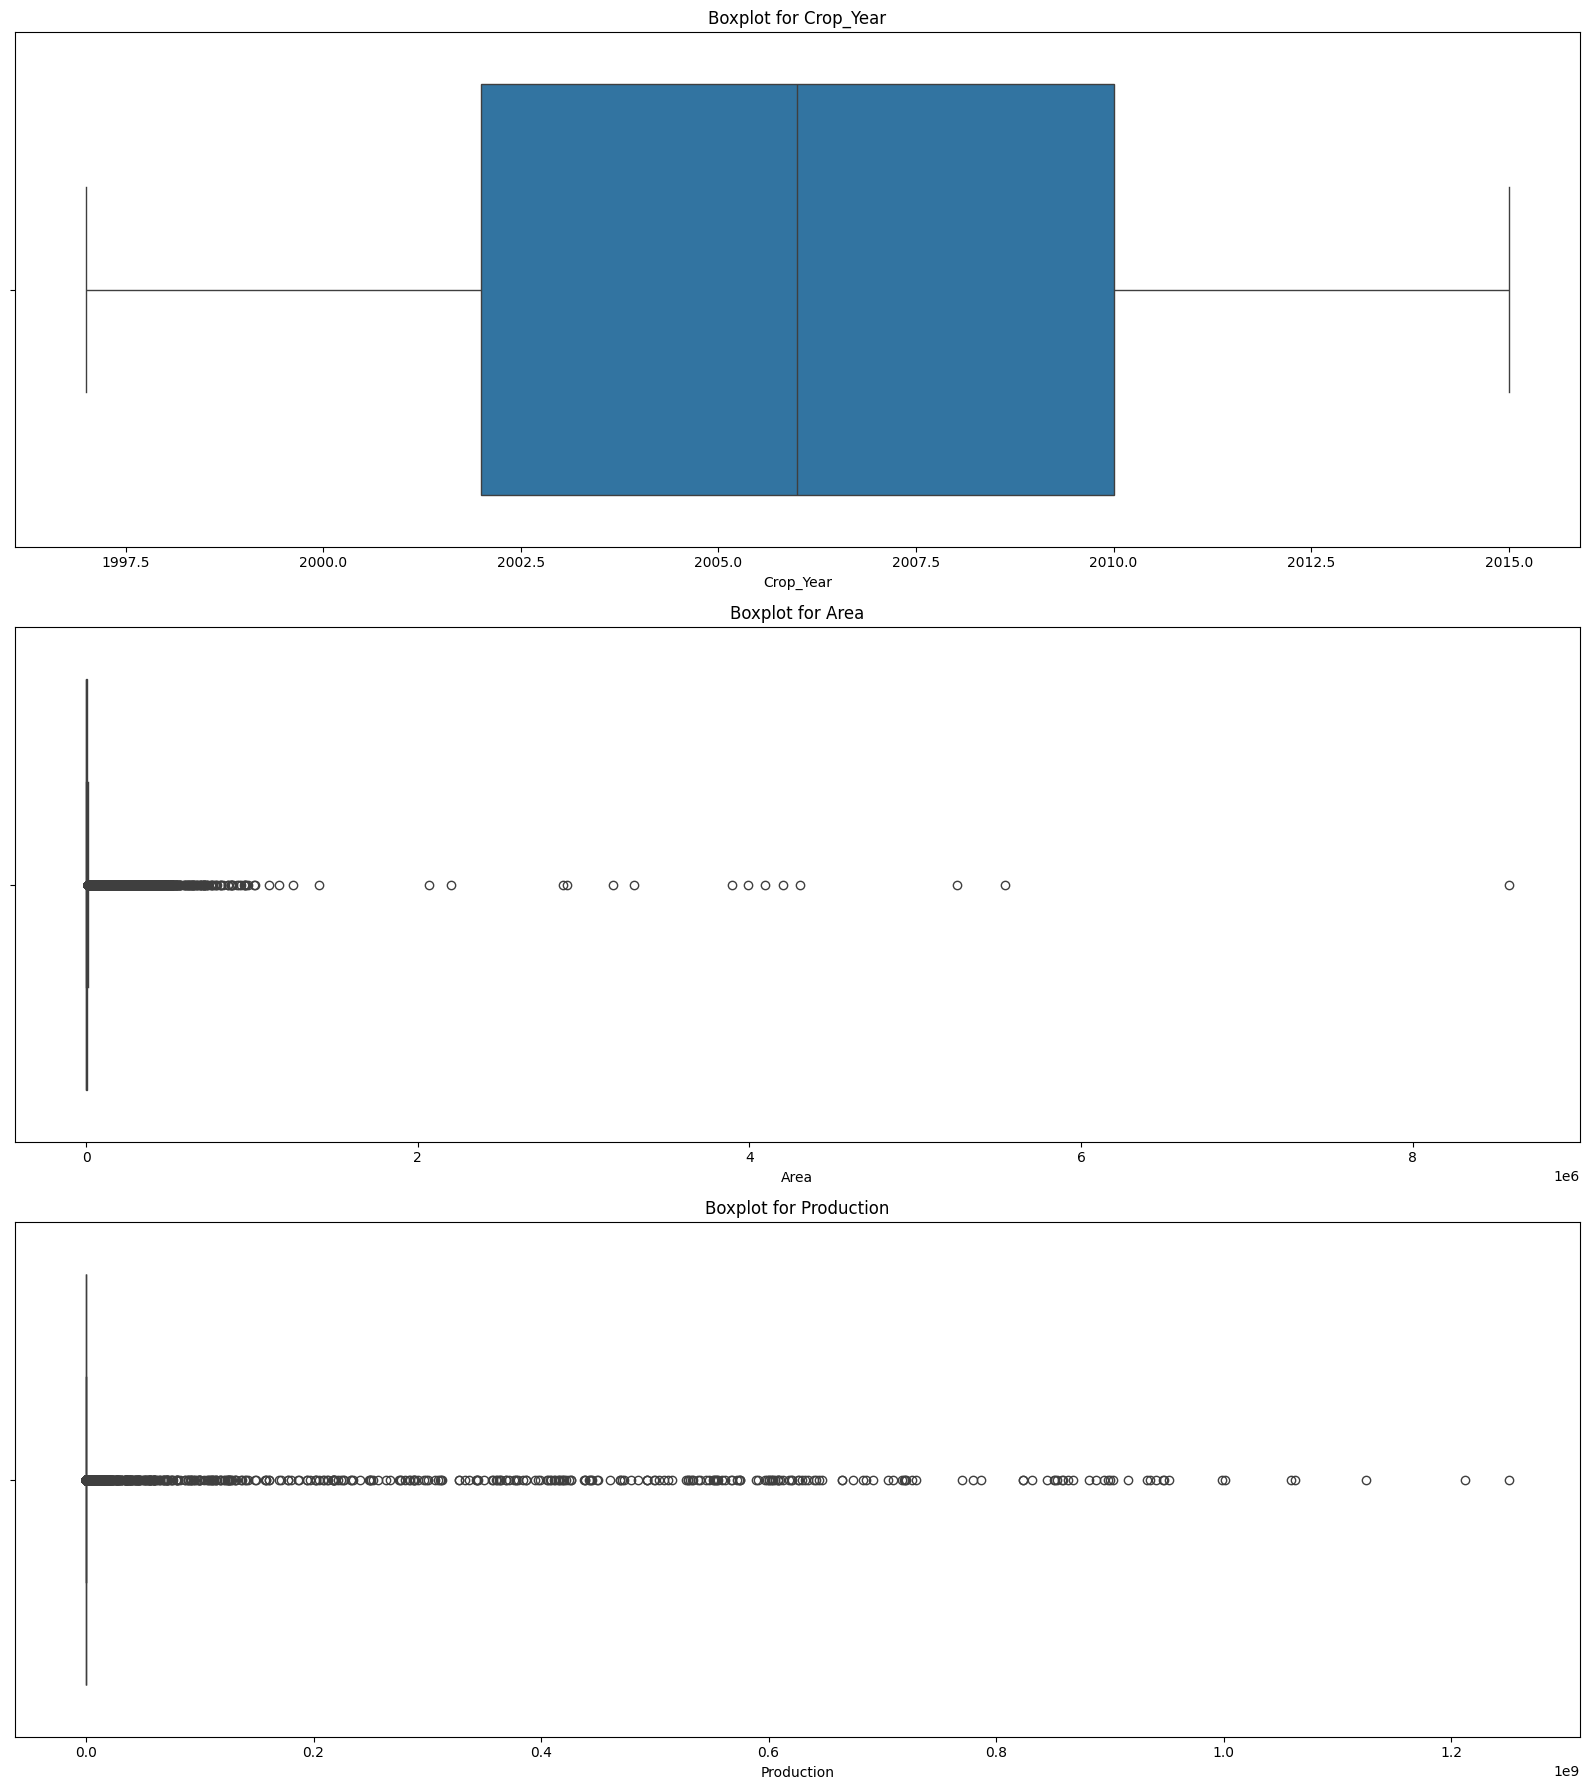 Boxplot for Crop_Year
1997.5 2000.0 2002.5 2005.0 2007.5 2010.0 2012.5 2015.0
Crop_Year
Boxplot for Area
0 2 4 6 8
1e6
Area
Boxplot for Production
0.0 0.2 0.4 0.6 0.8 1.0 1.2
1e9
Production